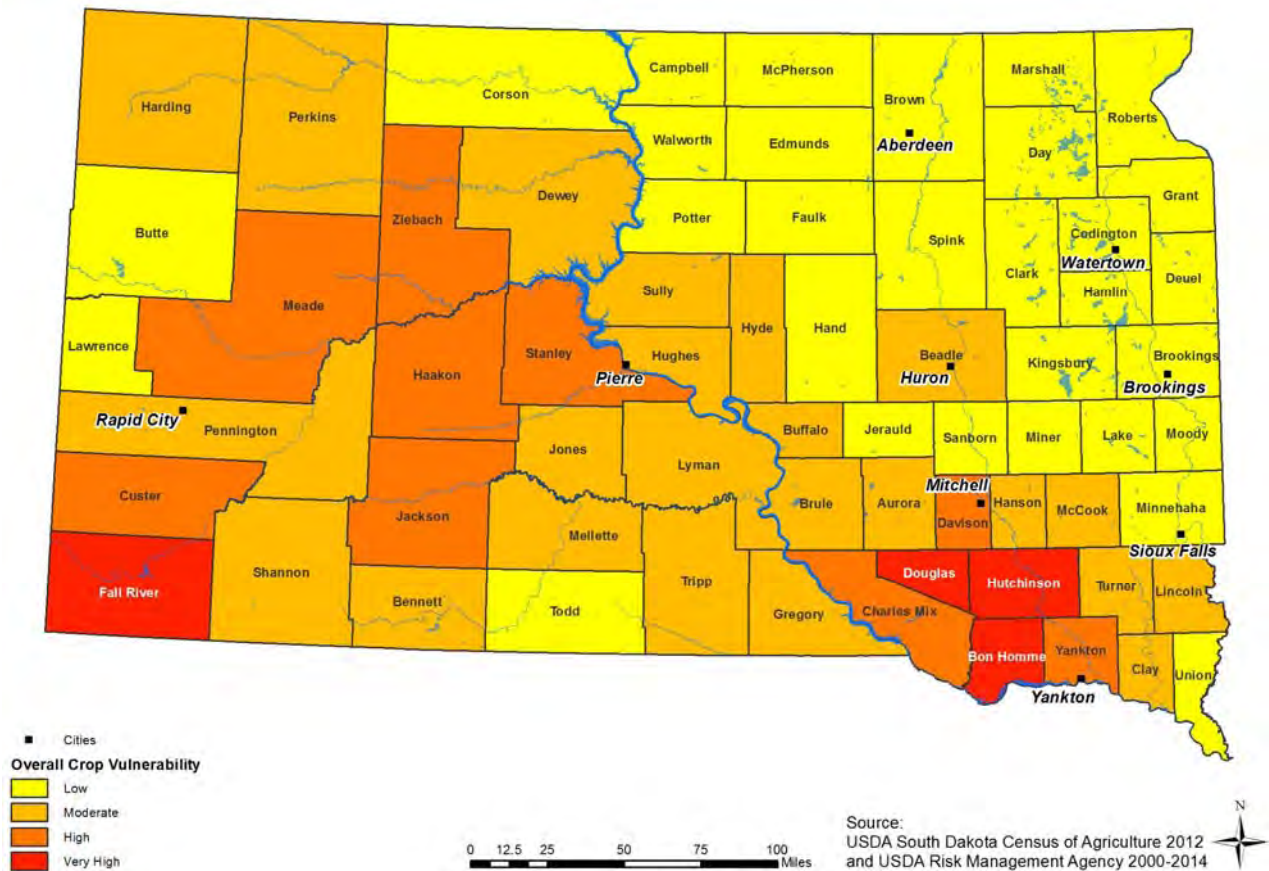 Campbell
McPherson
Brown
Marshall
Roberts
Harding
Perkins
Corson
Walworth
Edmunds
Aberdeen
Day
Dewey
Ziebach
Potter
Faulk
Spink
Grant
Butte
Codington
Watertown
Clark
Deuel
Hamlin
Meade
Sully
Hyde
Hand
Lawrence
Haakon
Stanley
Hughes
Pierre
Beadle
Huron
Kingsbury
Brookings
Brookings
Rapid City
Pennington
Jones
Lyman
Buffalo
Jerauld
Sanborn
Miner
Lake
Moody
Custer
Jackson
Mellette
Brule
Aurora
Mitchell
Davison
Hanson
McCook
Minnehaha
Sioux Falls
Fall River
Shannon
Bennett
Todd
Tripp
Gregory
Charles Mix
Douglas
Hutchinson
Turner
Lincoln
Bon Homme
Yankton
Clay
Union
Yankton
Cities
Overall Crop Vulnerability
Low
Moderate
High
Very High
0 12.5 25 50 75 100
Miles
Source:
USDA South Dakota Census of Agriculture 2012
and USDA Risk Management Agency 2000-2014
N